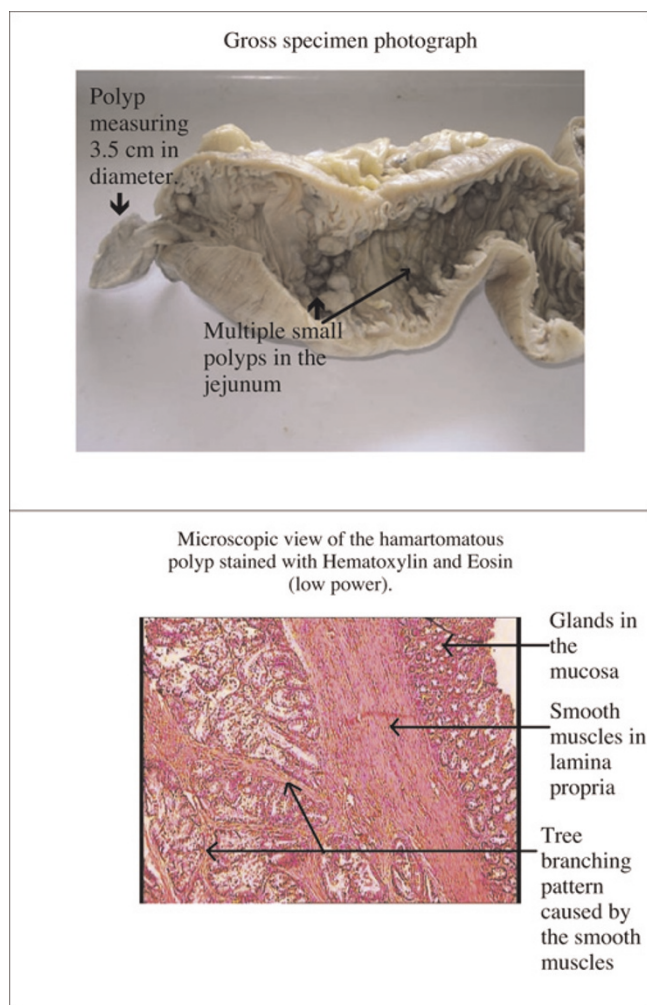 Gross specimen photograph
Polyp
measuring
3.5 cm in
diameter.
Multiple small
polyps in the
jejunum
Microscopic view of the hamartomatous
polyp stained with Hematoxylin and Eosin
(low power).
Glands in
the
mucosa
Smooth
muscles in
lamina
propria
Tree
branching
pattern
caused by
the smooth
muscles